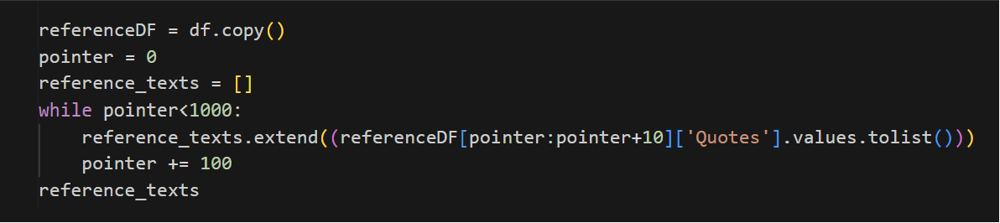 referenceDF = df.copy()
pointer = 0
reference_texts = []
while pointer<1000:
    reference_texts.extend((referenceDF[pointer:pointer+10]['Quotes'].values.tolist()))
    pointer += 100
reference_texts